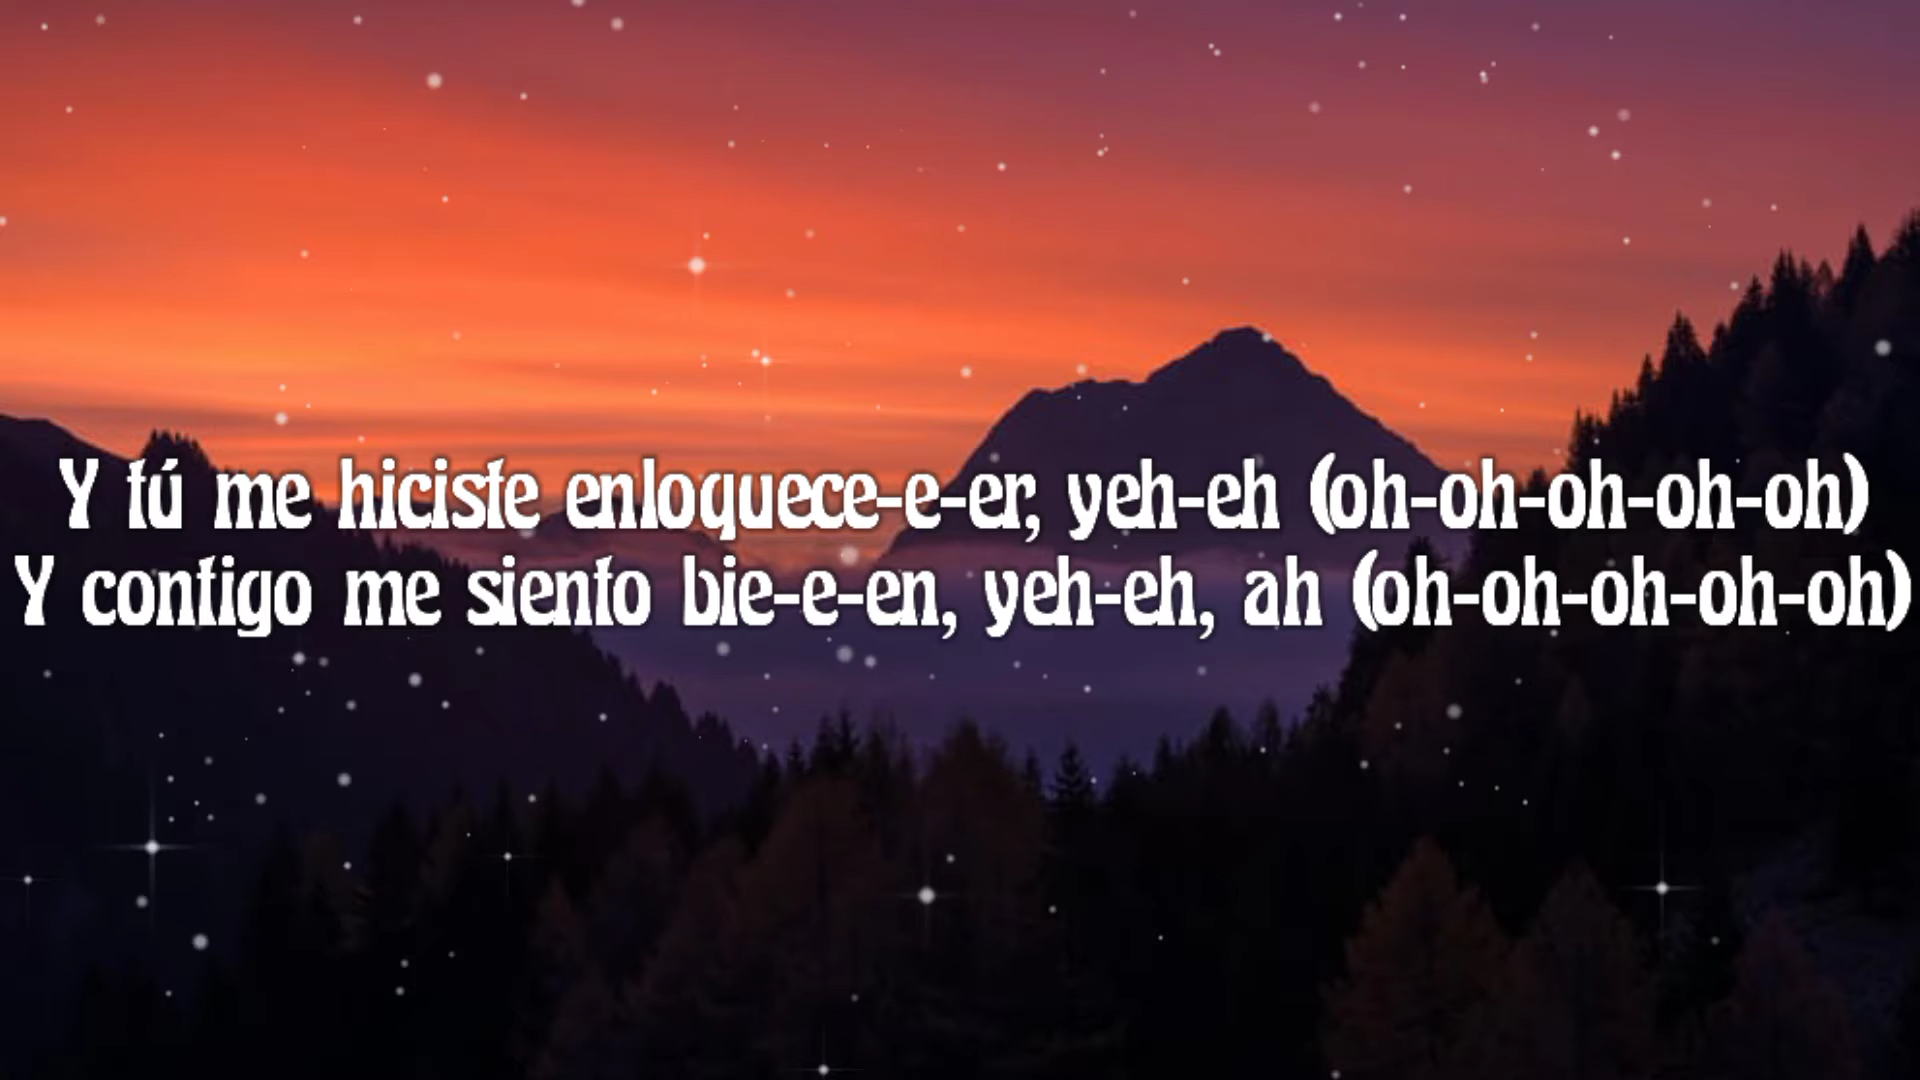 Y tú me hiciste enloquece-e-er, yeh-eh (oh-oh-oh-oh-oh)
Y contigo me siento bie-e-en, yeh-eh, ah (oh-oh-oh-oh-oh)